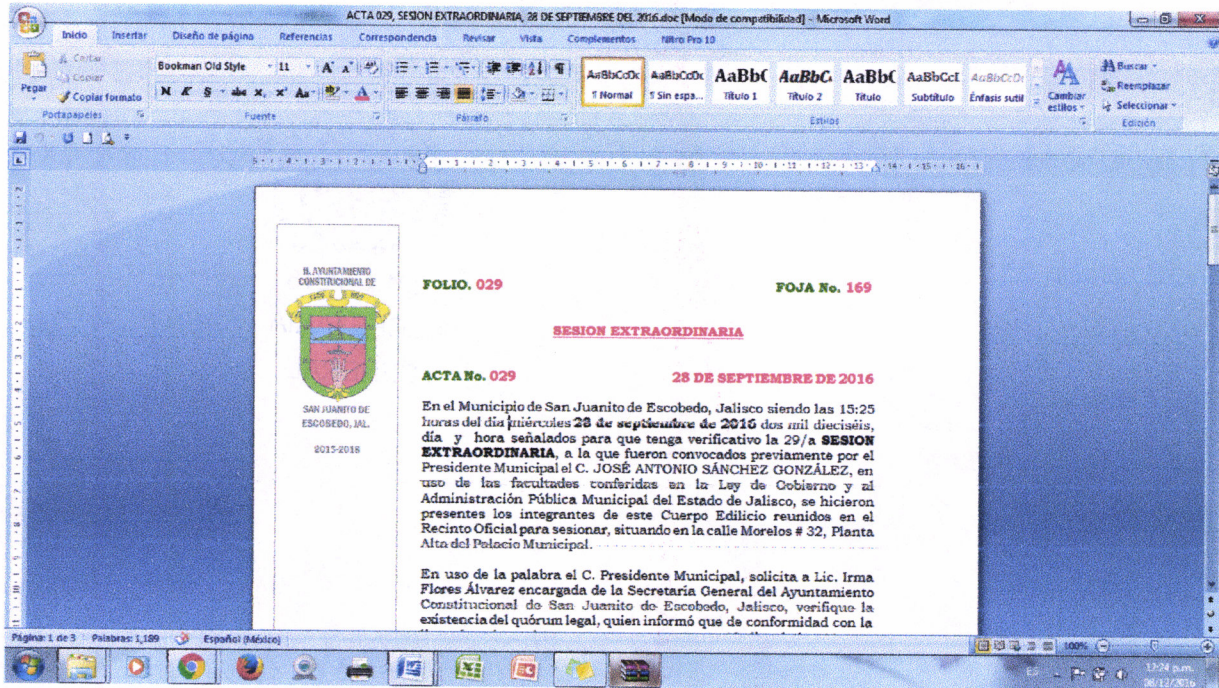 ACTA 029, SESION EXTRAORDINARIA, 28 DE SEPTIEMBRE DEL 2016.doc [Modo de compatibilidad] - Microsoft Word
Inicio Insertar Diseño de página Referencias Correspondencia Revisar Vista Complementos Nitro Pro 10
Cortar
Copiar
Copiar formato
Pegar
Portapapeles
Bookman Old Style 11
N K S abe x, x² Aa
Fuente
Párrafo
AaBbCcDc AaBbCcDc AaBbC AaBbC AaBbC AaBbCcI AaBbCcDc
¶ Normal ¶ Sin espa... Título 1 Título 2 Título Subtítulo Énfasis sutil
Cambiar estilos
Estilos
Buscar
Reemplazar
Seleccionar
Edición
H. AYUNTAMIENTO
CONSTITUCIONAL DE
SAN JUANITO DE
ESCOBEDO, JAL.
2015-2018
FOLIO. 029 FOJA No. 169
SESION EXTRAORDINARIA
ACTA No. 029 28 DE SEPTIEMBRE DE 2016
En el Municipio de San Juanito de Escobedo, Jalisco siendo las 15:25
horas del día miércoles 28 de septiembre de 2016 dos mil dieciséis,
día y hora señalados para que tenga verificativo la 29/a SESION
EXTRAORDINARIA, a la que fueron convocados previamente por el
Presidente Municipal el C. JOSÉ ANTONIO SÁNCHEZ GONZÁLEZ, en
uso de las facultades conferidas en la Ley de Gobierno y al
Administración Pública Municipal del Estado de Jalisco, se hicieron
presentes los integrantes de este Cuerpo Edilicio reunidos en el
Recinto Oficial para sesionar, situando en la calle Morelos # 32, Planta
Alta del Palacio Municipal.
En uso de la palabra el C. Presidente Municipal, solicita a Lic. Irma
Flores Álvarez encargada de la Secretaría General del Ayuntamiento
Constitucional de San Juanito de Escobedo, Jalisco, verifique la
existencia del quórum legal, quien informó que de conformidad con la
Página: 1 de 3 Palabras: 1,189 Español (México) 100%
ES 12:24 p.m.
06/12/2016